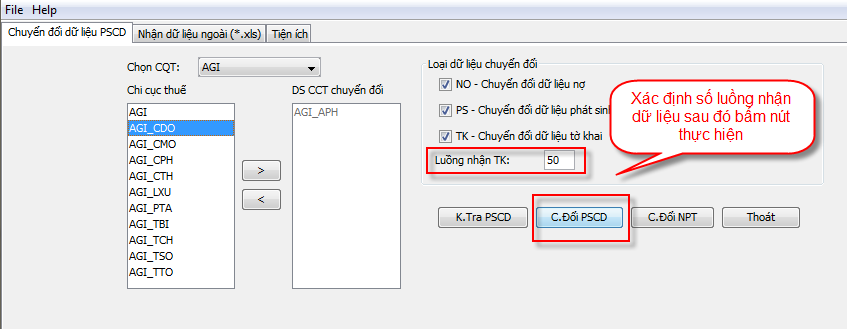 File Help
Chuyển đổi dữ liệu PSCD Nhận dữ liệu ngoài (*.xls) Tiện ích
Chọn CQT: AGI
Chi cục thuế
AGI
AGI_CDO
AGI_CMO
AGI_CPH
AGI_CTH
AGI_LXU
AGI_PTA
AGI_TBI
AGI_TCH
AGI_TSO
AGI_TTO
>
<
DS CCT chuyển đổi
AGI_APH
Loại dữ liệu chuyển đổi
NO - Chuyển đổi dữ liệu nợ
PS - Chuyển đổi dữ liệu phát sinh
TK - Chuyển đổi dữ liệu tờ khai
Luồng nhận TK: 50
Xác định số luồng nhận
dữ liệu sau đó bấm nút
thực hiện
K.Tra PSCD C.Đổi PSCD C.Đổi NPT Thoát